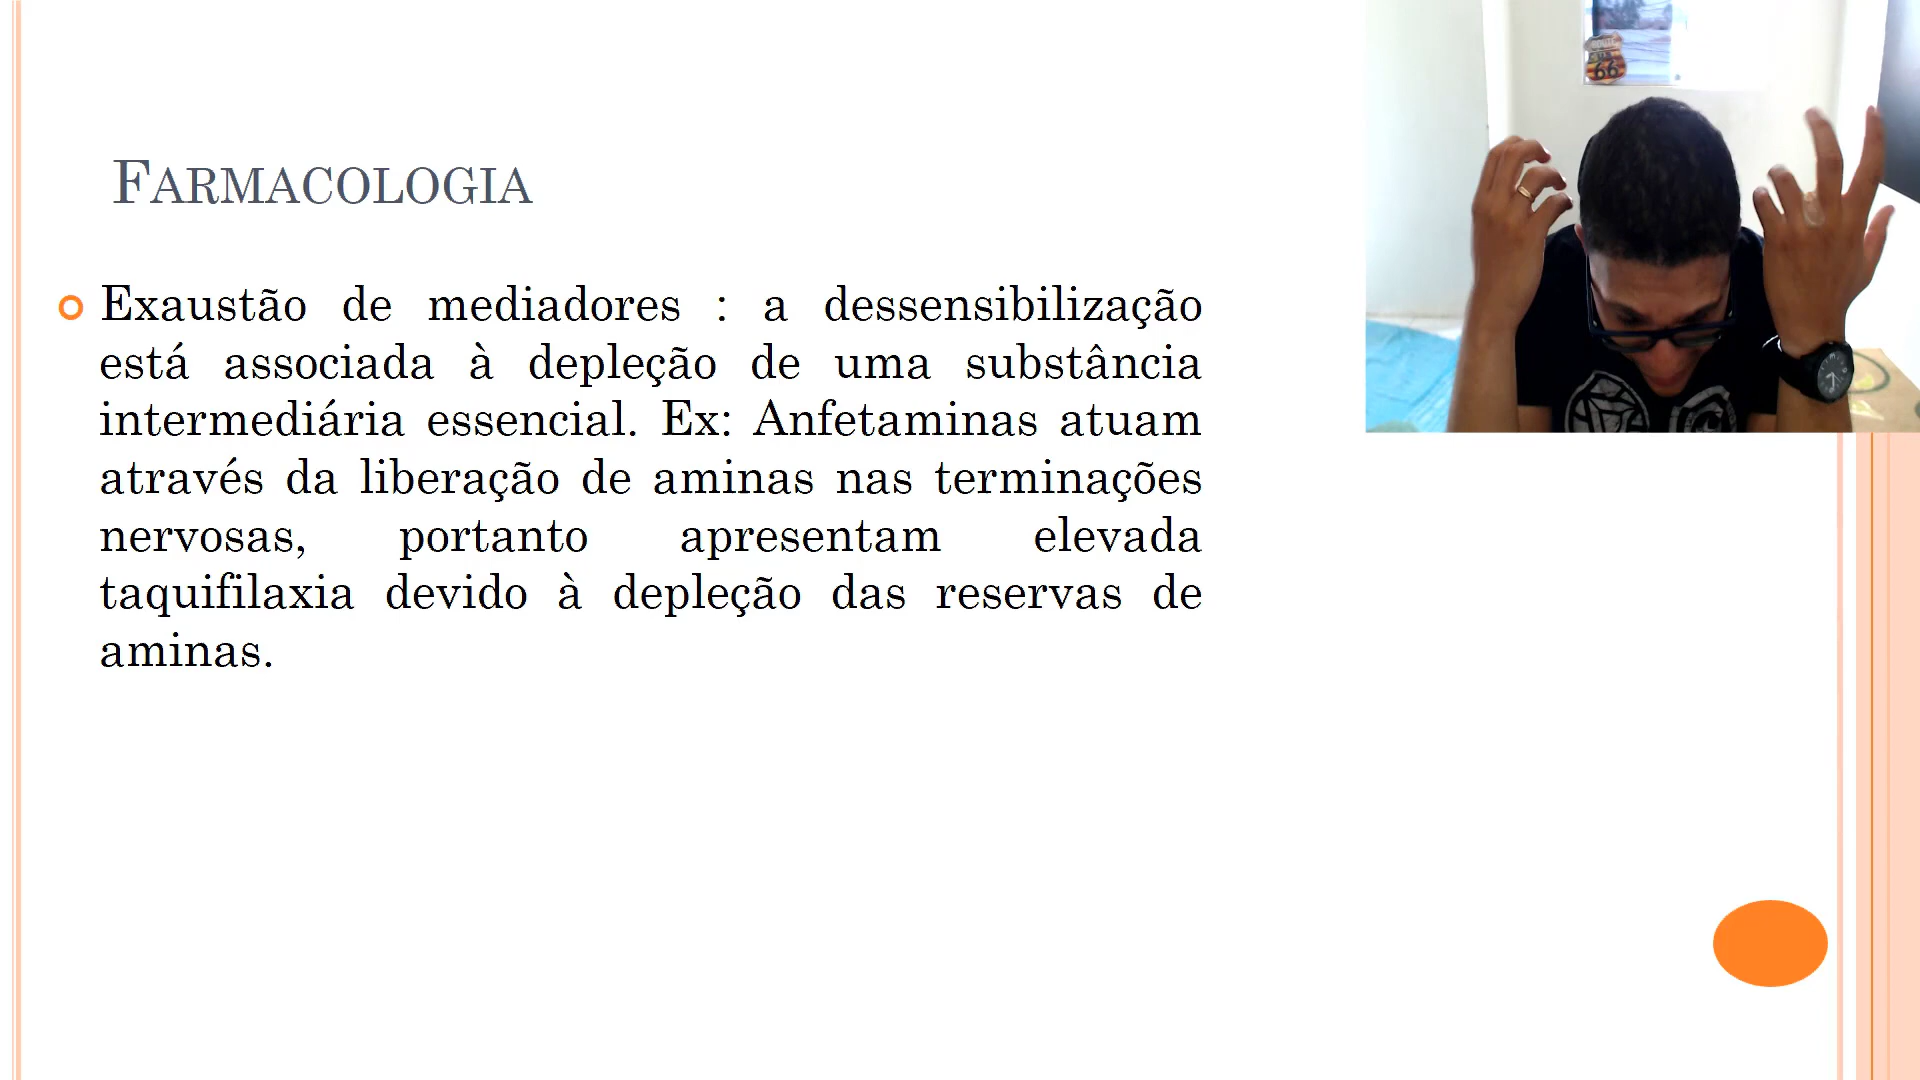 FARMACOLOGIA
Exaustão de mediadores : a dessensibilização
está associada à depleção de uma substância
intermediária essencial. Ex: Anfetaminas atuam
através da liberação de aminas nas terminações
nervosas, portanto apresentam elevada
taquifilaxia devido à depleção das reservas de
aminas.
66